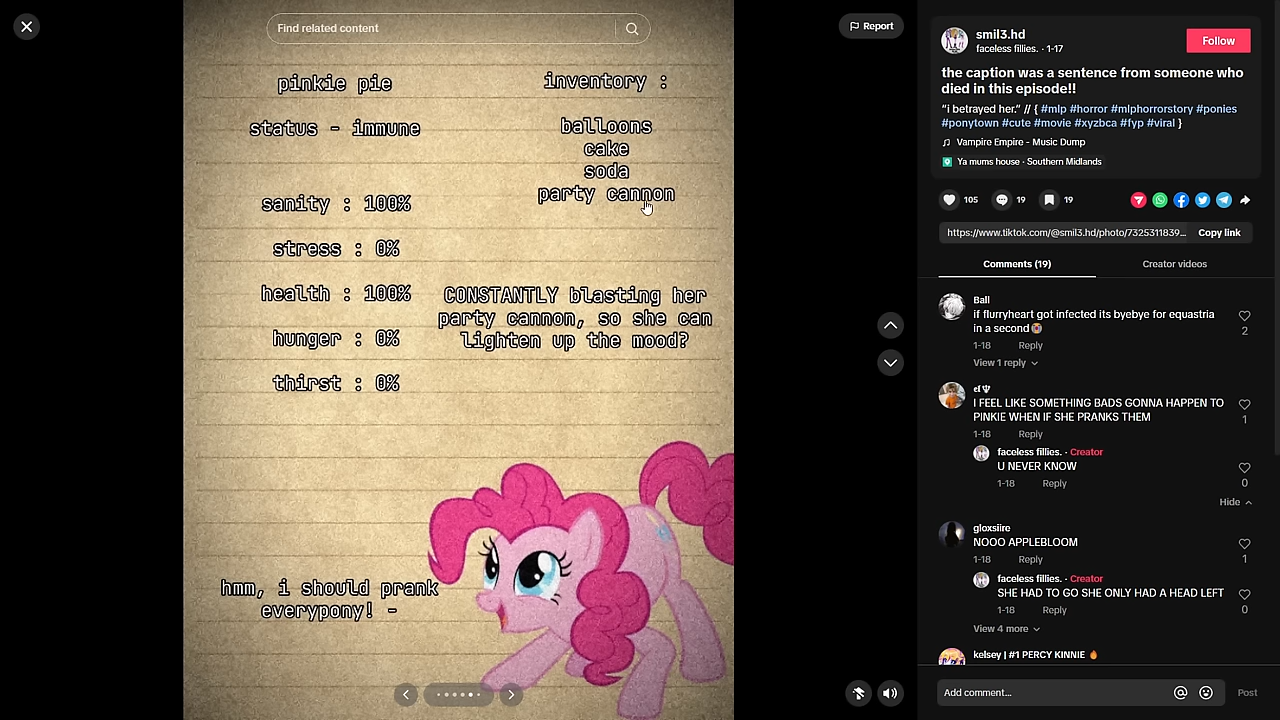 Find related content
Report
pinkie pie
status - immune
sanity : 100%
stress : 0%
health : 100%
hunger : 0%
thirst : 0%
inventory :
balloons
cake
soda
party cannon
CONSTANTLY blasting her
party cannon, so she can
lighten up the mood?
hmm, i should prank
everypony! -
smil3.hd
faceless fillies. · 1-17
Follow
the caption was a sentence from someone who
died in this episode!!
"i betrayed her." // { #mlp #horror #mlphorrorstory #ponies
#ponytown #cute #movie #xyzbca #fyp #viral }
Vampire Empire - Music Dump
Ya mums house · Southern Midlands
105
19
19
https://www.tiktok.com/@smil3.hd/photo/7325311839...
Copy link
Comments (19)
Creator videos
Ball
if flurryheart got infected its byebye for equestria
in a second
2
1-18 Reply
View 1 reply
I FEEL LIKE SOMETHING BADS GONNA HAPPEN TO
PINKIE WHEN IF SHE PRANKS THEM
1
1-18 Reply
faceless fillies. · Creator
U NEVER KNOW
0
1-18 Reply
Hide
gloxsiire
NOOO APPLEBLOOM
1
1-18 Reply
faceless fillies. · Creator
SHE HAD TO GO SHE ONLY HAD A HEAD LEFT
0
1-18 Reply
View 4 more
kelsey | #1 PERCY KINNIE 🔥
Add comment...
Post